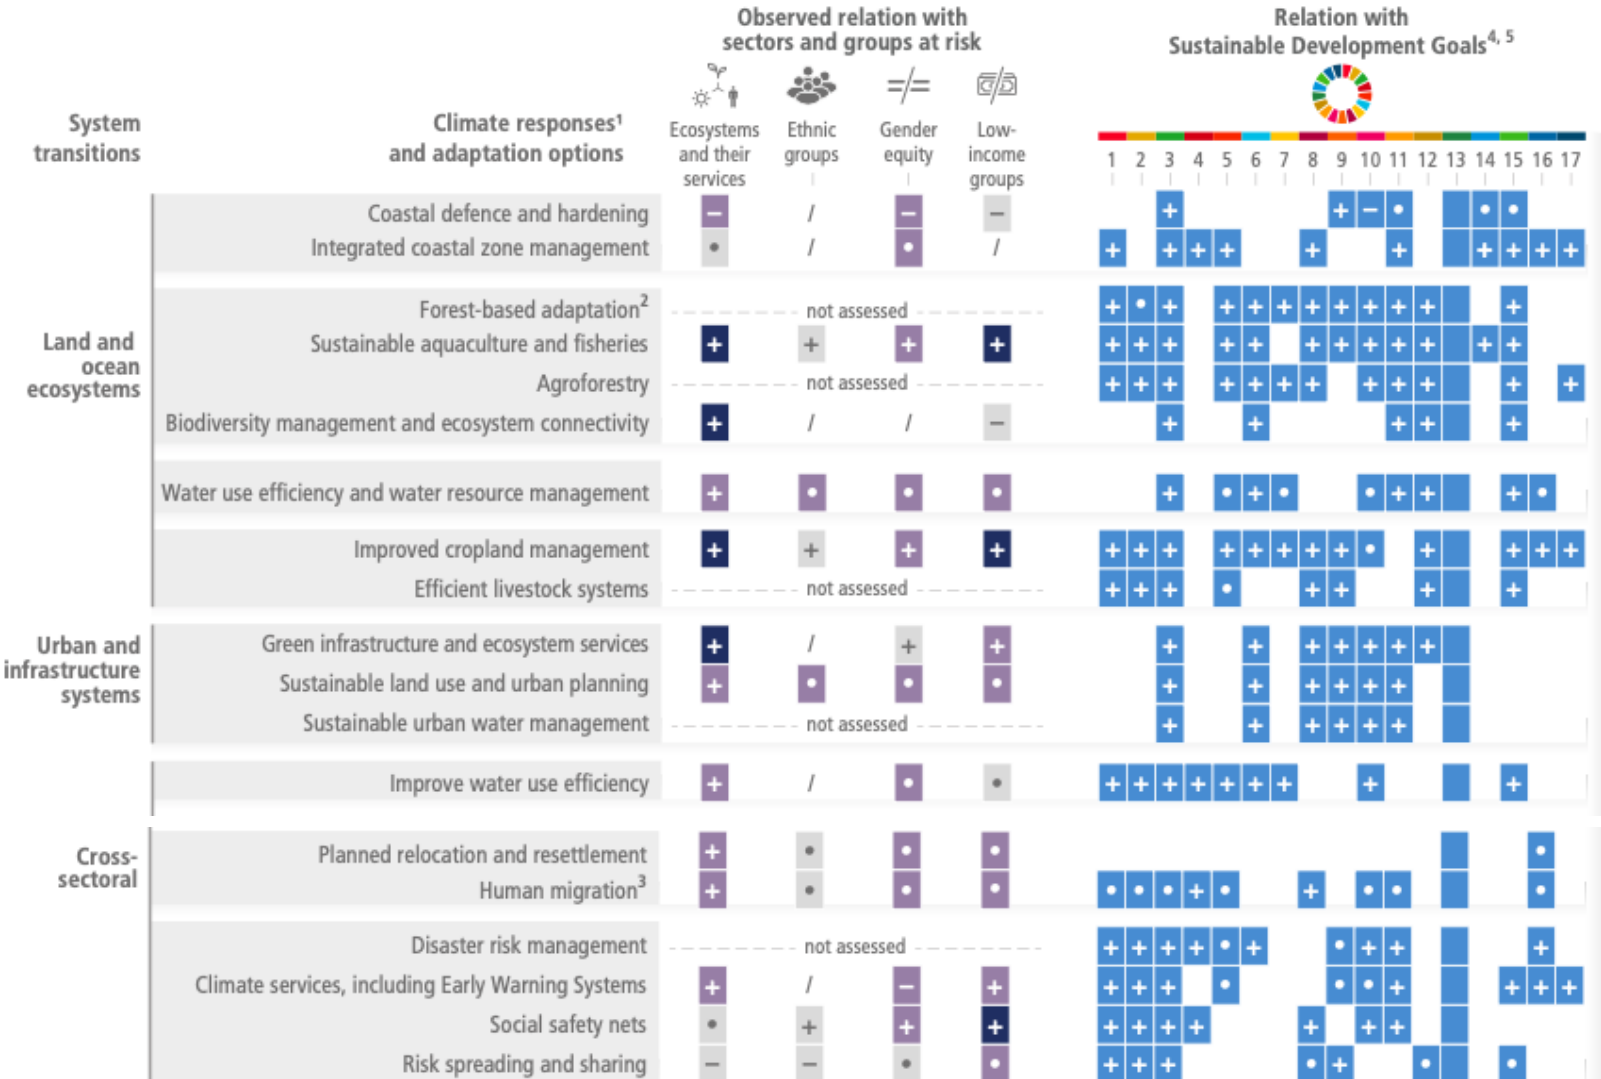 Observed relation with
sectors and groups at risk
Relation with
Sustainable Development Goals4, 5
System
transitions
Climate responses1
and adaptation options
Ecosystems
and their
services
Ethnic
groups
Gender
equity
Low-
income
groups
1 2 3 4 5 6 7 8 9 10 11 12 13 14 15 16 17
Land and
ocean
ecosystems
Coastal defence and hardening − / − − + + − • • •
Integrated coastal zone management • / • / + + + + + + + + + +
Forest-based adaptation2 not assessed + • + + + + + + + + + +
Sustainable aquaculture and fisheries + + + + + + + + + + + + + + + +
Agroforestry not assessed + + + + + + + + + + + +
Biodiversity management and ecosystem connectivity + / / − + + + + +
Water use efficiency and water resource management + • • • + • + • • + + + •
Improved cropland management + + + + + + + + + + + + • + + + +
Efficient livestock systems not assessed + + + • + + + +
Urban and
infrastructure
systems
Green infrastructure and ecosystem services + / + + + + + + + + +
Sustainable land use and urban planning + • • • + + + + + +
Sustainable urban water management not assessed + + + + + +
Improve water use efficiency + / • • + + + + + + + + +
Cross-
sectoral
Planned relocation and resettlement + • • • •
Human migration3 + • • • • • • + • + • • •
Disaster risk management not assessed + + + + • + • + + +
Climate services, including Early Warning Systems + / − + + + + • • • + + + +
Social safety nets • + + + + + + + + + +
Risk spreading and sharing − − • • + + + • + • •